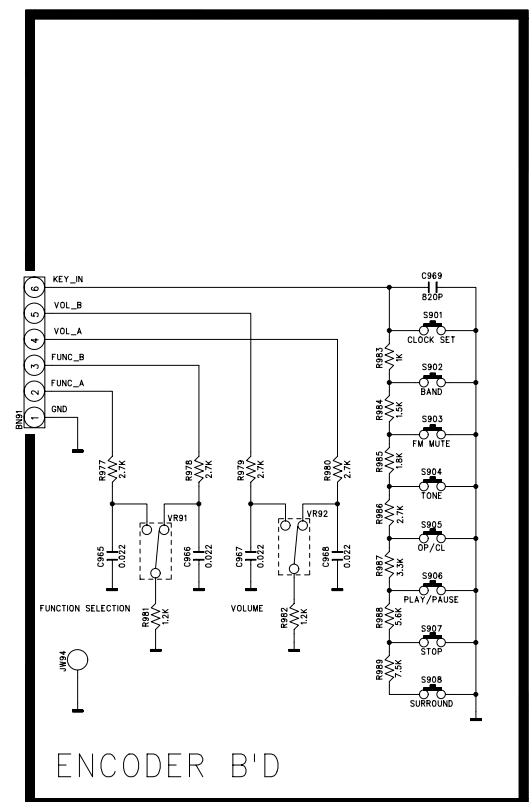 C969
820P
6 KEY_IN
5 VOL_B
4 VOL_A
3 FUNC_B
2 FUNC_A
1 GND
BN91
S901
CLOCK SET
R983
1K
S902
BAND
R984
1.5K
S903
FM MUTE
R985
1.8K
S904
TONE
R986
2.7K
S905
OP/CL
R987
3.3K
S906
PLAY/PAUSE
R988
5.6K
S907
STOP
R989
7.5K
S908
SURROUND
R977
2.7K
R978
2.7K
R979
2.7K
R980
2.7K
VR91
VR92
C965
0.022
C966
0.022
C967
0.022
C968
0.022
FUNCTION SELECTION
VOLUME
R981
1.2K
R982
1.2K
JW94
ENCODER B'D